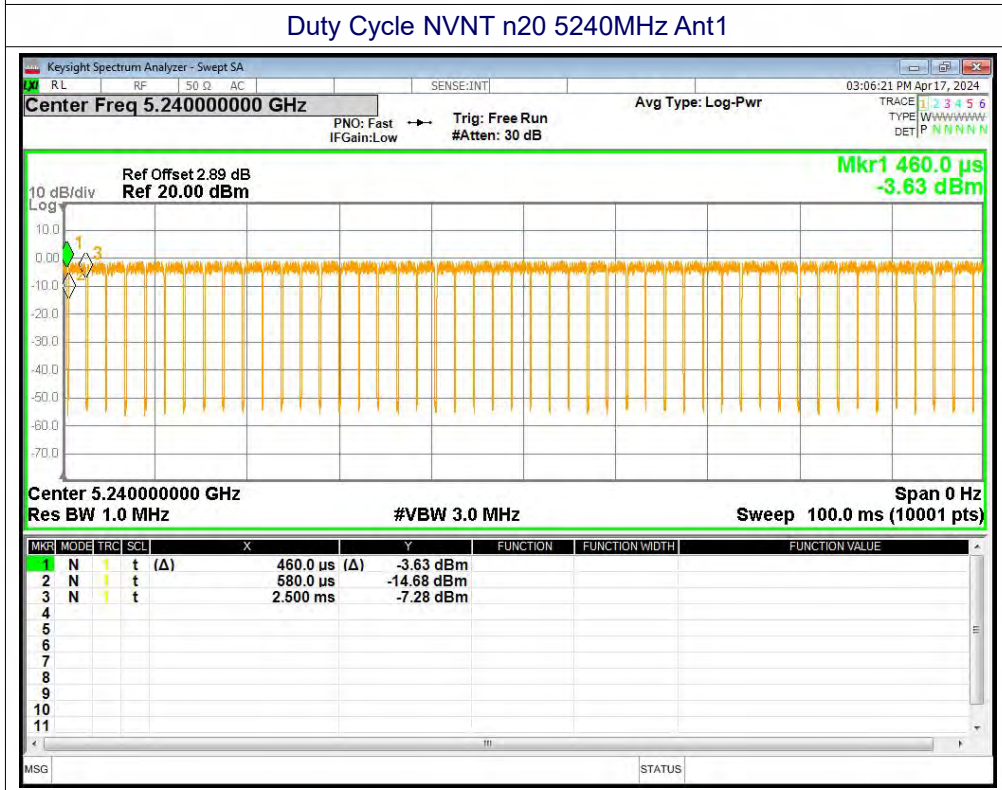 Duty Cycle NVNT n20 5240MHz Ant1
Keysight Spectrum Analyzer - Swept SA
LXI RL RF 50 Ω AC SENSE:INT 03:06:21 PM Apr 17, 2024
Center Freq 5.240000000 GHz Avg Type: Log-Pwr TRACE 1 2 3 4 5 6
PNO: Fast Trig: Free Run TYPE WWWWWWW
IFGain:Low #Atten: 30 dB DET P N N N N N
Mkr1 460.0 µs
Ref Offset 2.89 dB
10 dB/div Ref 20.00 dBm -3.63 dBm
Log
10.0
1
3
0.00
2
-10.0
-20.0
-30.0
-40.0
-50.0
-60.0
-70.0
Center 5.240000000 GHz Span 0 Hz
Res BW 1.0 MHz #VBW 3.0 MHz Sweep 100.0 ms (10001 pts)
MKR MODE TRC SCL X Y FUNCTION FUNCTION WIDTH FUNCTION VALUE
1 N 1 t (Δ) 460.0 µs (Δ) -3.63 dBm
2 N 1 t 580.0 µs -14.68 dBm
3 N 1 t 2.500 ms -7.28 dBm
4
5
6
7
8
9
10
11
MSG STATUS